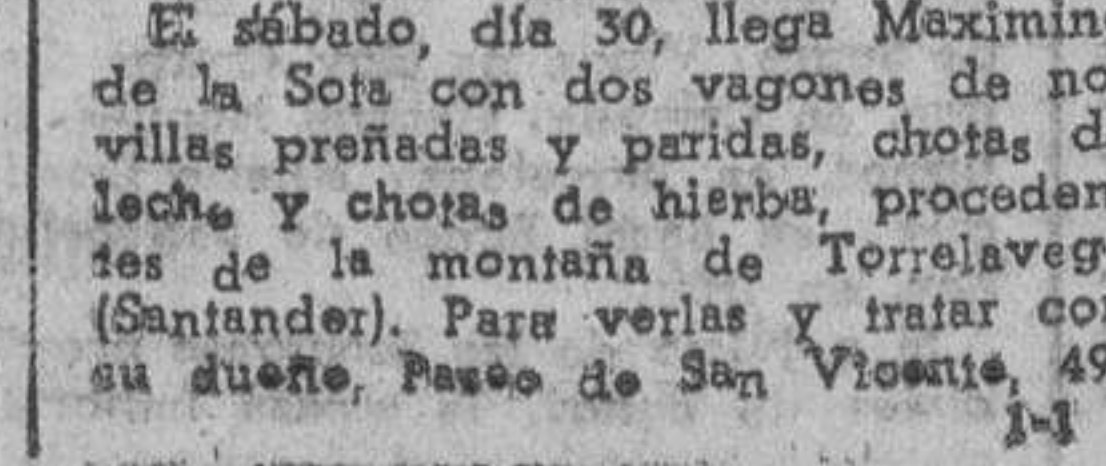 El sábado, día 30, llega Maximino
de la Sota con dos vagones de no-
villas preñadas y paridas, chotas de
leche y chotas de hierba, proceden-
tes de la montaña de Torrelavega
(Santander). Para verlas y tratar con
su dueño, Paseo de San Vicente, 49
1-1